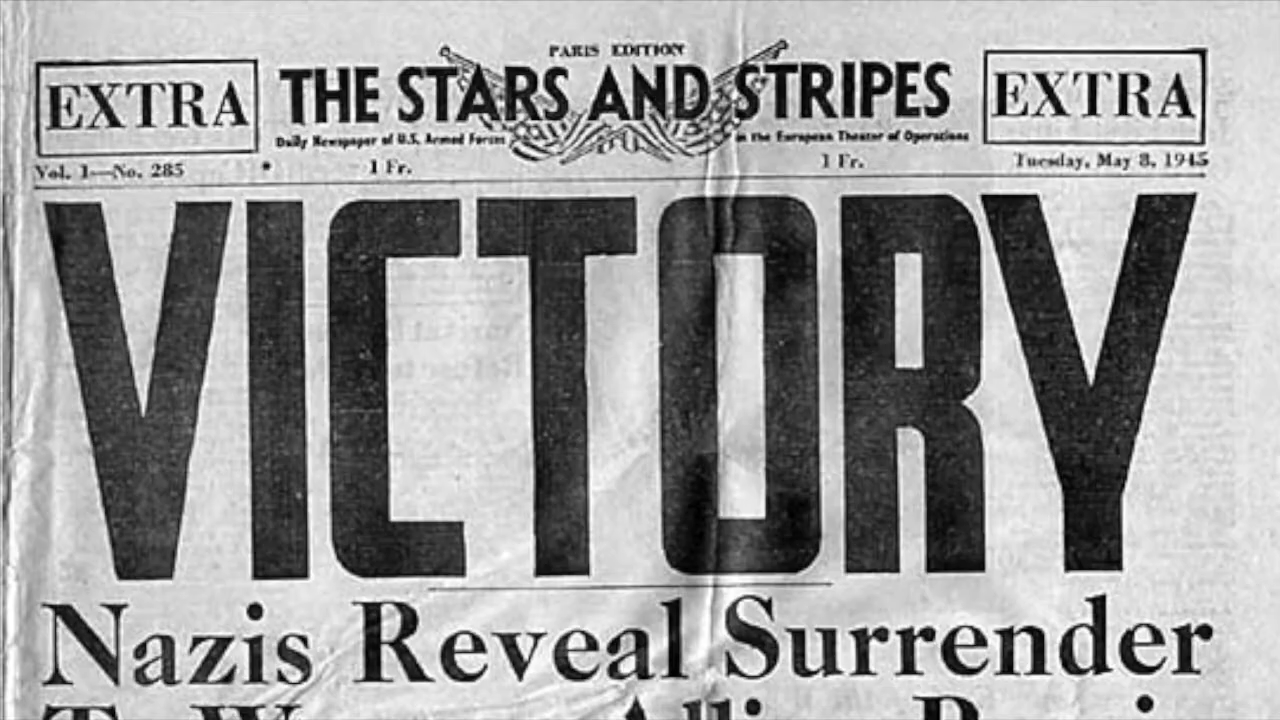 PARIS EDITION
EXTRA THE STARS AND STRIPES EXTRA
Daily Newspaper of U.S. Armed Forces in the European Theater of Operations
Vol. 1—No. 285 1 Fr. 1 Fr. Tuesday, May 8, 1945
VICTORY
Nazis Reveal Surrender